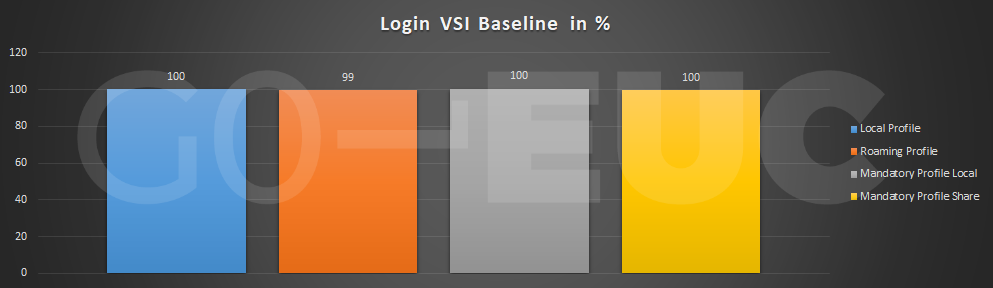 Login VSI Baseline in %
120
100
80
60
40
20
0
100
99
100
100
Local Profile
Roaming Profile
Mandatory Profile Local
Mandatory Profile Share
GO-EUC